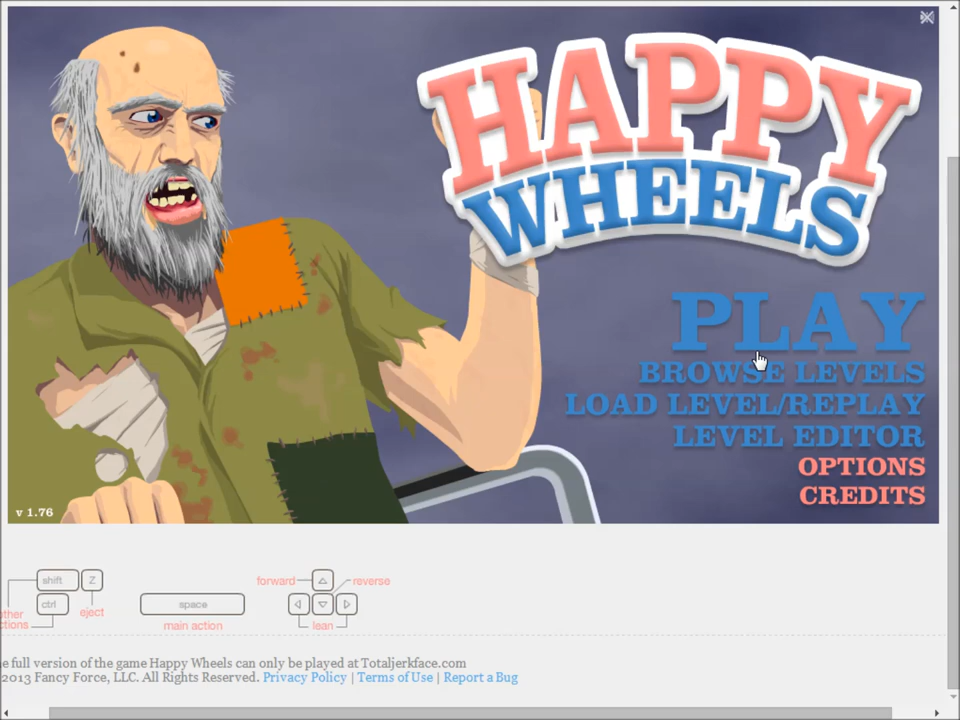 HAPPY
WHEELS
PLAY
BROWSE LEVELS
LOAD LEVEL/REPLAY
LEVEL EDITOR
OPTIONS
CREDITS
v 1.76
shift Z
ctrl
eject
space
main action
forward
reverse
lean
full version of the game Happy Wheels can only be played at Totaljerkface.com
2013 Fancy Force, LLC. All Rights Reserved. Privacy Policy | Terms of Use | Report a Bug